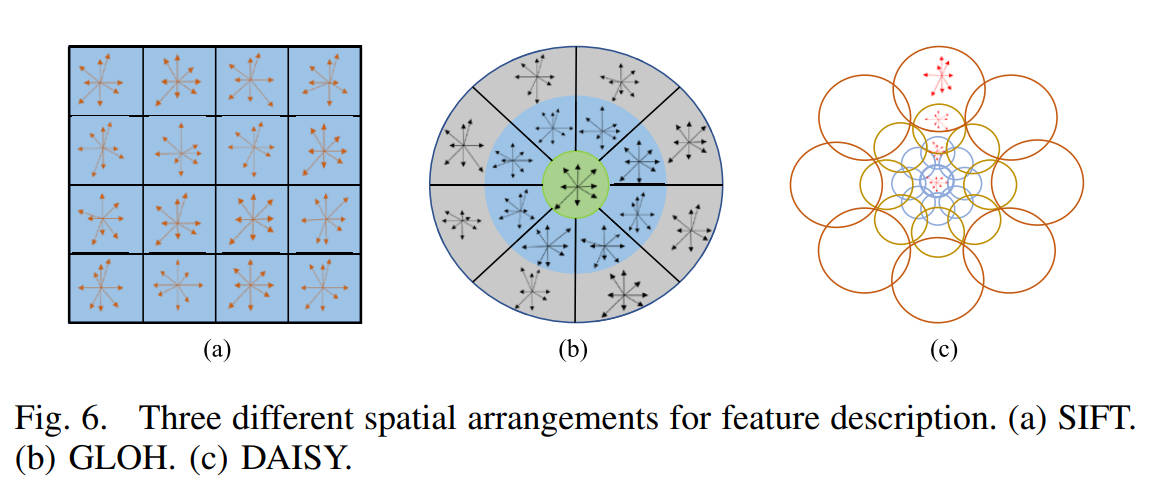 (a) (b) (c)
Fig. 6. Three different spatial arrangements for feature description. (a) SIFT.
(b) GLOH. (c) DAISY.